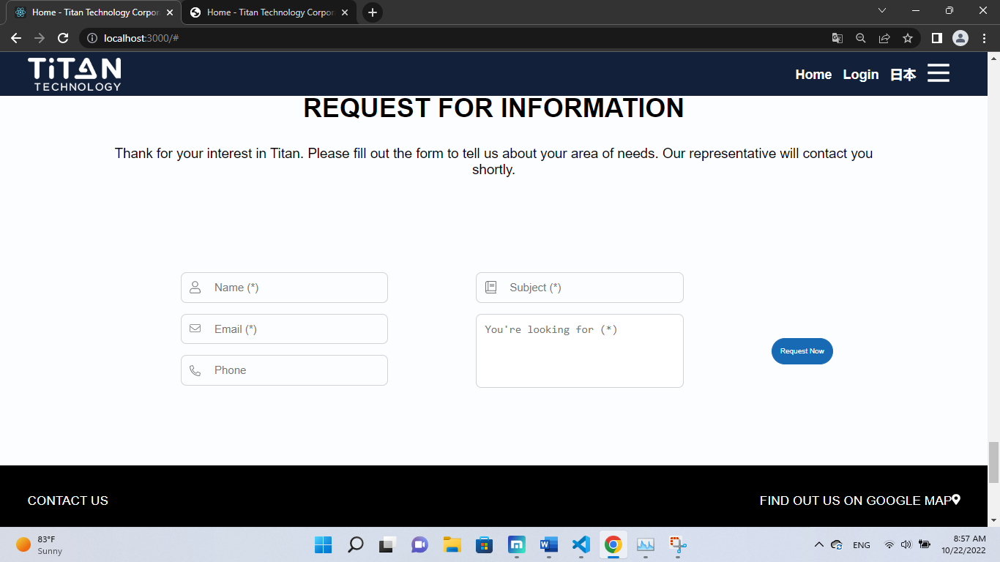 Home - Titan Technology Corpor
Home - Titan Technology Corpor
localhost:3000/#
TiTAN
TECHNOLOGY
Home Login 日本
REQUEST FOR INFORMATION
Thank for your interest in Titan. Please fill out the form to tell us about your area of needs. Our representative will contact you
shortly.
Name (*)
Email (*)
Phone
Subject (*)
You're looking for (*)
Request Now
CONTACT US
FIND OUT US ON GOOGLE MAP
83°F
Sunny
ENG
8:57 AM
10/22/2022